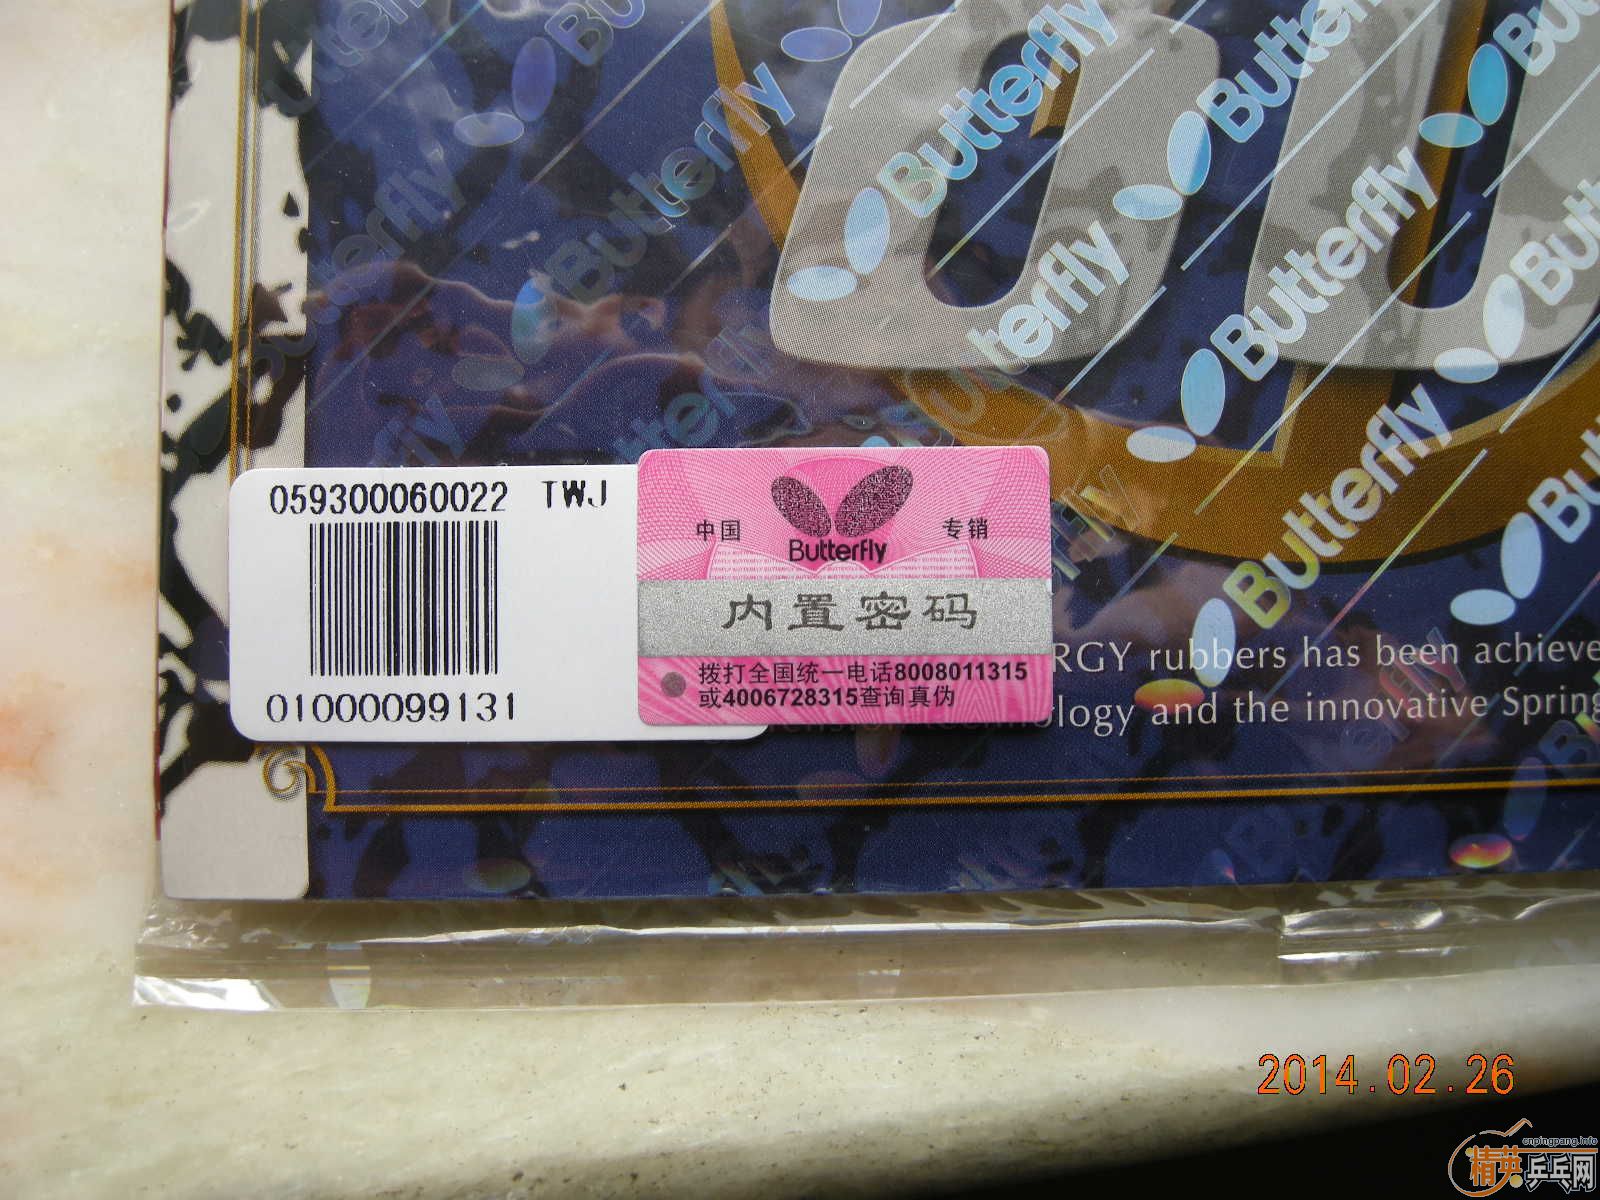 Butterfly
Butterfly
Butterfly
Butterfly
Butterfly
Butterfly
Butterfly
Butterfly
059300060022 TWJ
01000099131
中国
专销
Butterfly
内置密码
拨打全国统一电话8008011315
或4006728315查询真伪
RGY rubbers has been achieve
ology and the innovative Spring
2014.02.26
cnpingpang.info
精英乒乓网